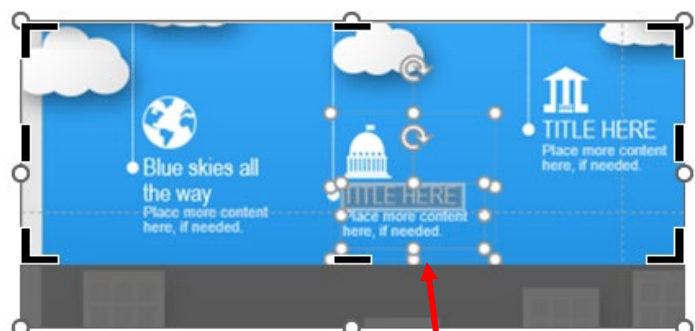 Blue skies all
the way
Place more content
here, if needed.
TITLE HERE
Place more content
here, if needed.
TITLE HERE
Place more content
here, if needed.